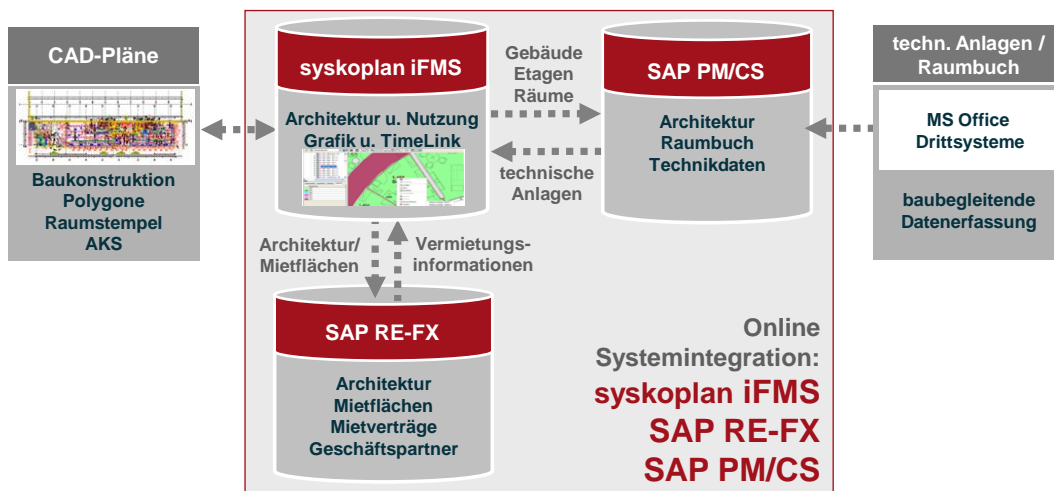 CAD-Pläne
Baukonstruktion
Polygone
Raumstempel
AKS
syskoplan iFMS
Architektur u. Nutzung
Grafik u. TimeLink
Gebäude
Etagen
Räume
technische
Anlagen
SAP PM/CS
Architektur
Raumbuch
Technikdaten
techn. Anlagen /
Raumbuch
MS Office
Drittsysteme
baubegleitende
Datenerfassung
Architektur/
Mietflächen
Vermietungs-
informationen
SAP RE-FX
Architektur
Mietflächen
Mietverträge
Geschäftspartner
Online
Systemintegration:
syskoplan iFMS
SAP RE-FX
SAP PM/CS